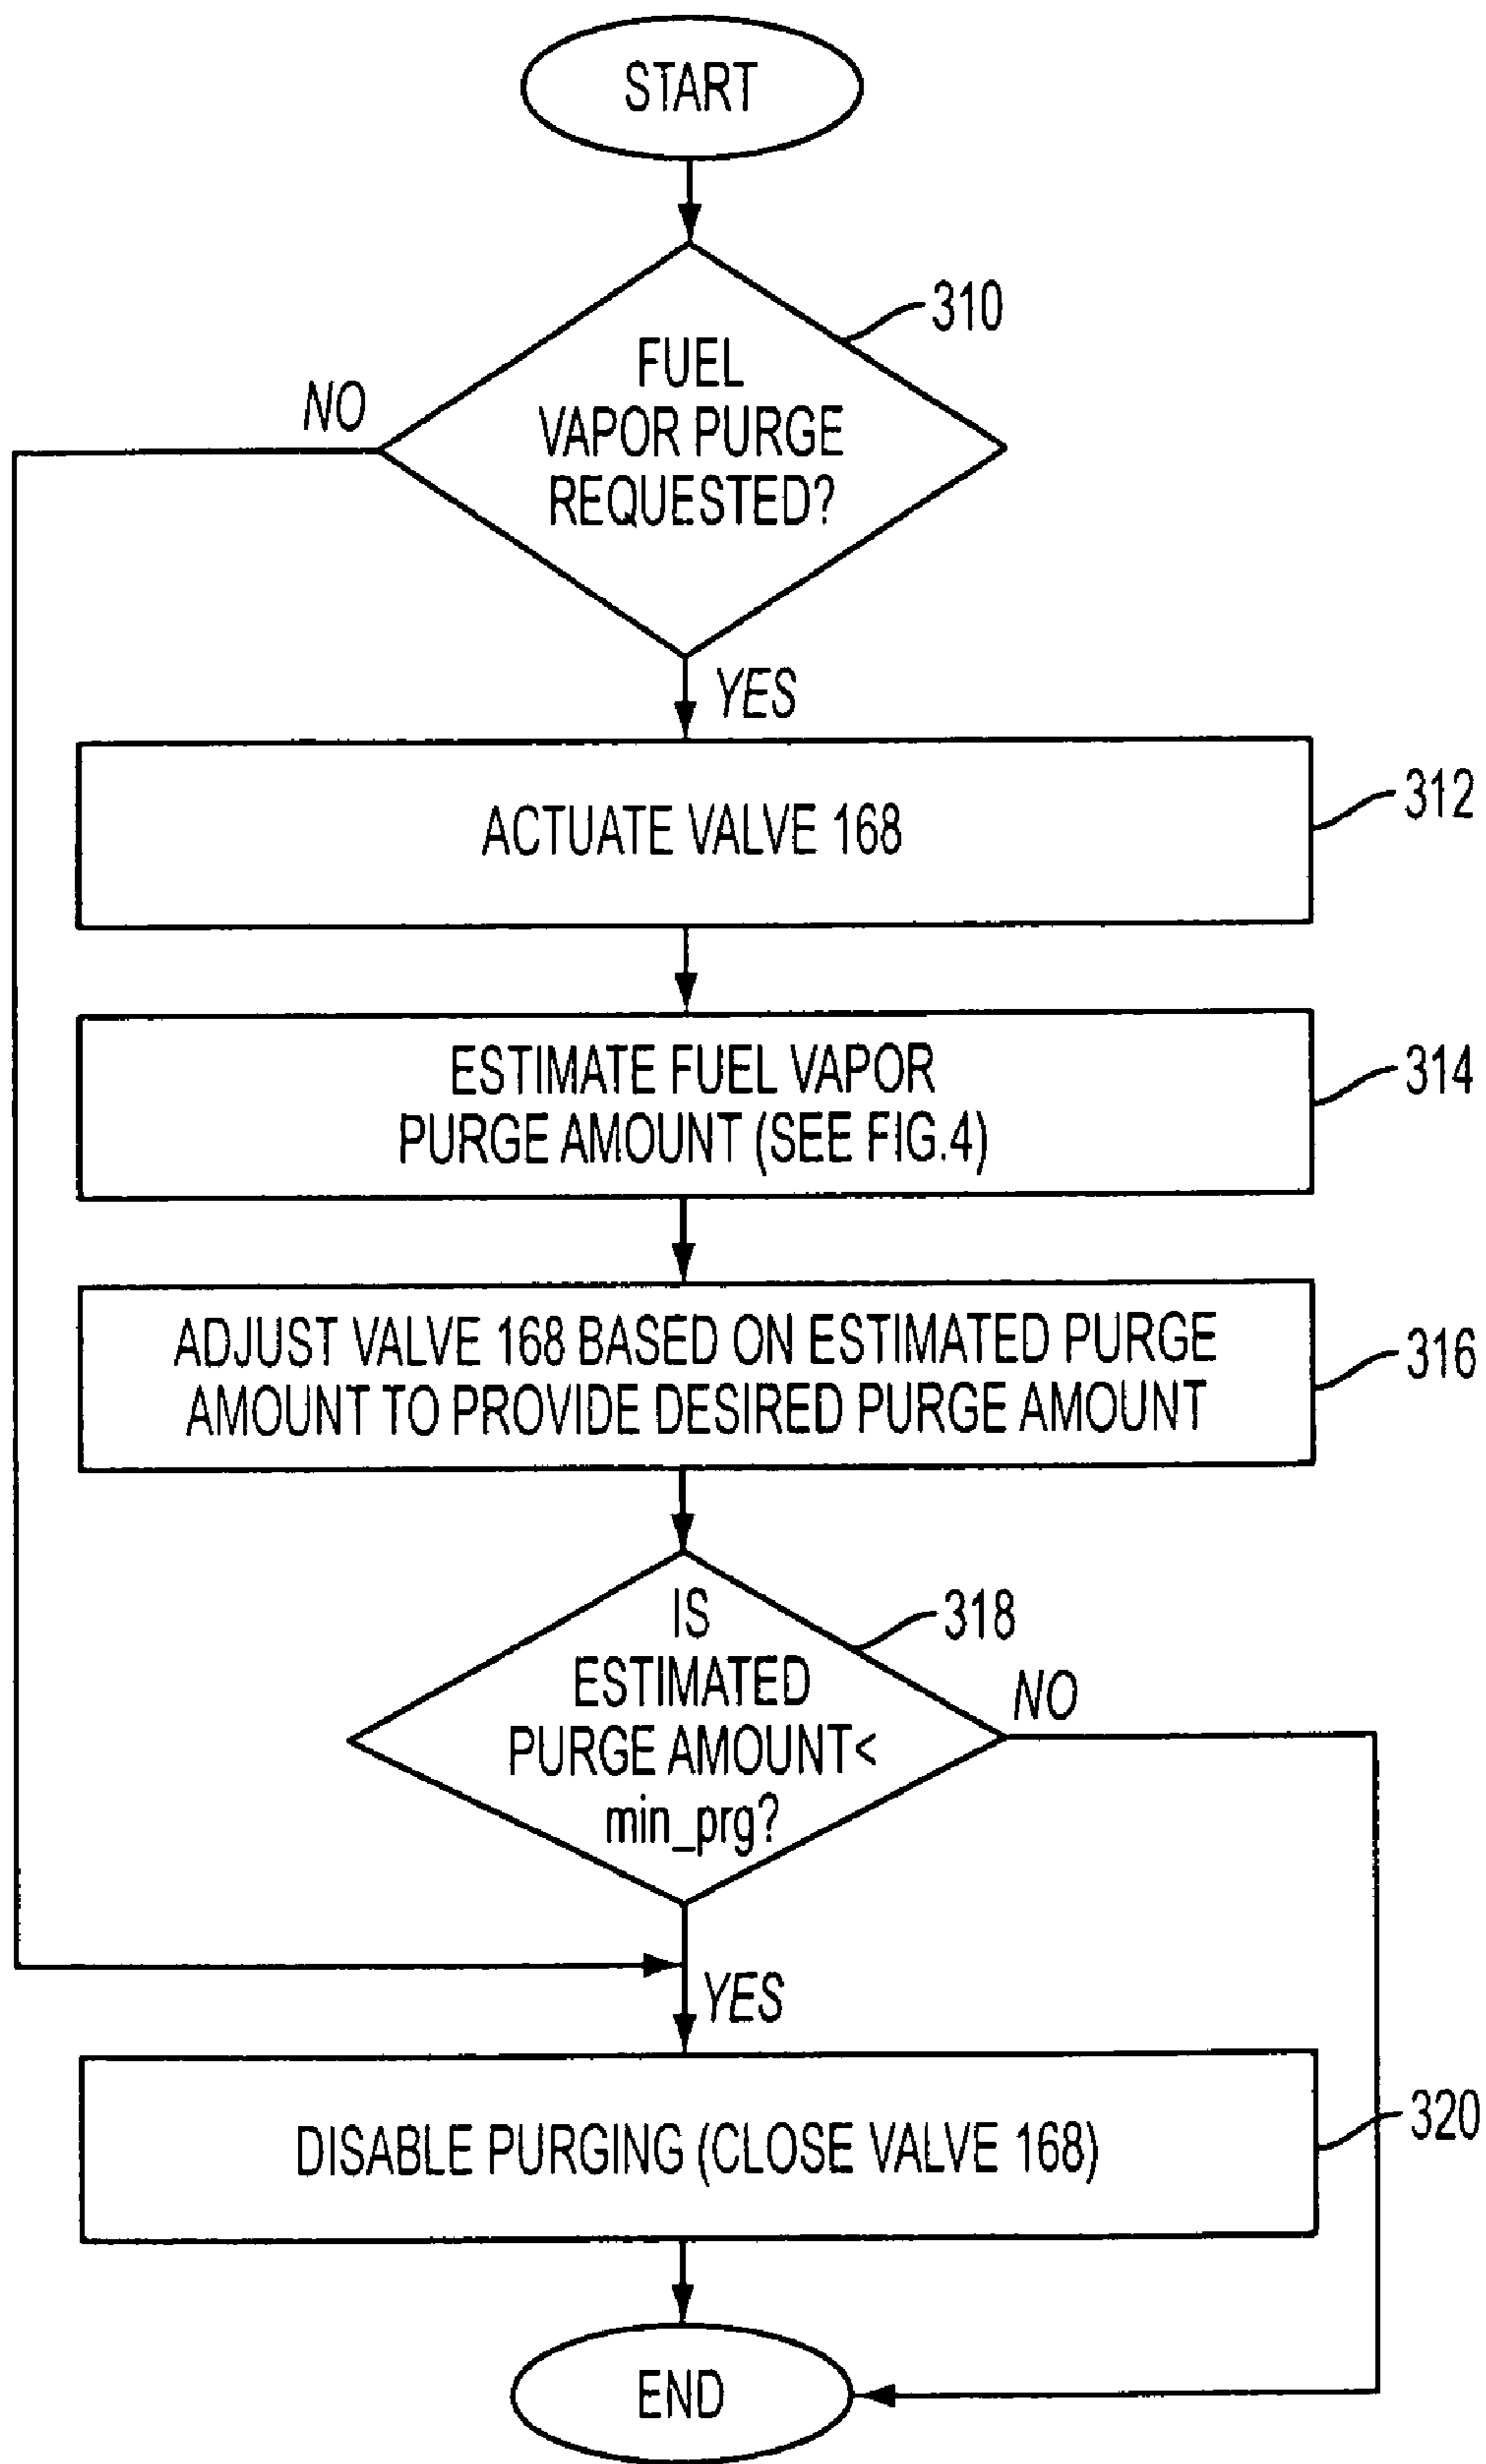 START
310
FUEL
VAPOR PURGE
REQUESTED?
NO
YES
ACTUATE VALVE 168
312
ESTIMATE FUEL VAPOR
PURGE AMOUNT (SEE FIG.4)
314
ADJUST VALVE 168 BASED ON ESTIMATED PURGE
AMOUNT TO PROVIDE DESIRED PURGE AMOUNT
316
IS
ESTIMATED
PURGE AMOUNT<
min_prg?
318
NO
YES
DISABLE PURGING (CLOSE VALVE 168)
320
END